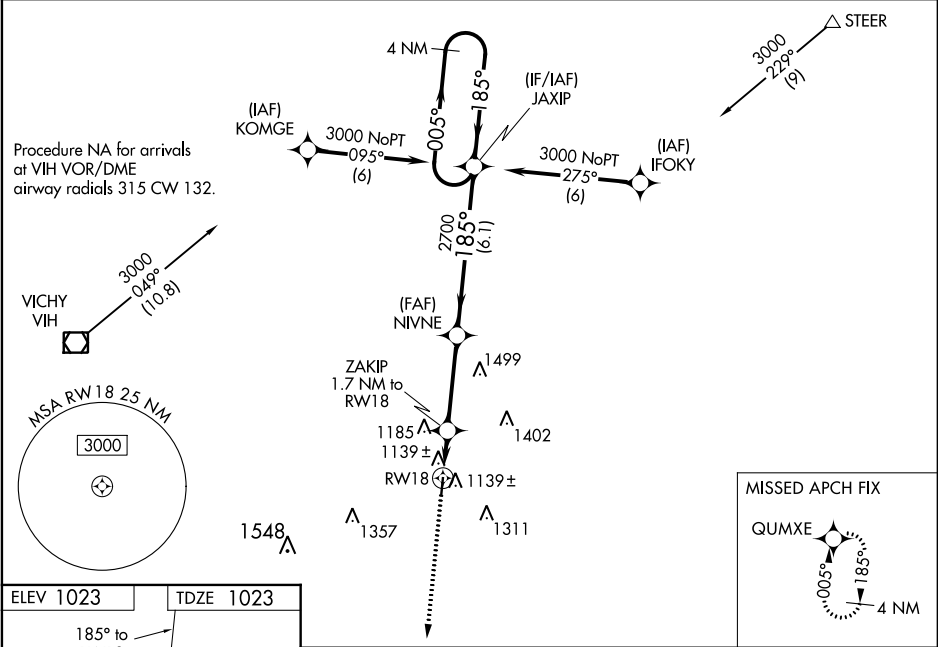 STEER
3000
229°
(9)
4 NM
185°
005°
(IF/IAF)
JAXIP
(IAF)
KOMGE
3000 NoPT
095°
(6)
3000 NoPT
275°
(6)
(IAF)
IFOKY
Procedure NA for arrivals
at VIH VOR/DME
airway radials 315 CW 132.
2700
185°
(6.1)
3000
049°
(10.8)
VICHY
VIH
(FAF)
NIVNE
1499
ZAKIP
1.7 NM to
RW18
1185
1402
1139±
RW18
1139±
MSA RW18 25 NM
3000
1548
1357
1311
MISSED APCH FIX
QUMXE
005°
185°
4 NM
ELEV 1023
TDZE 1023
185° to